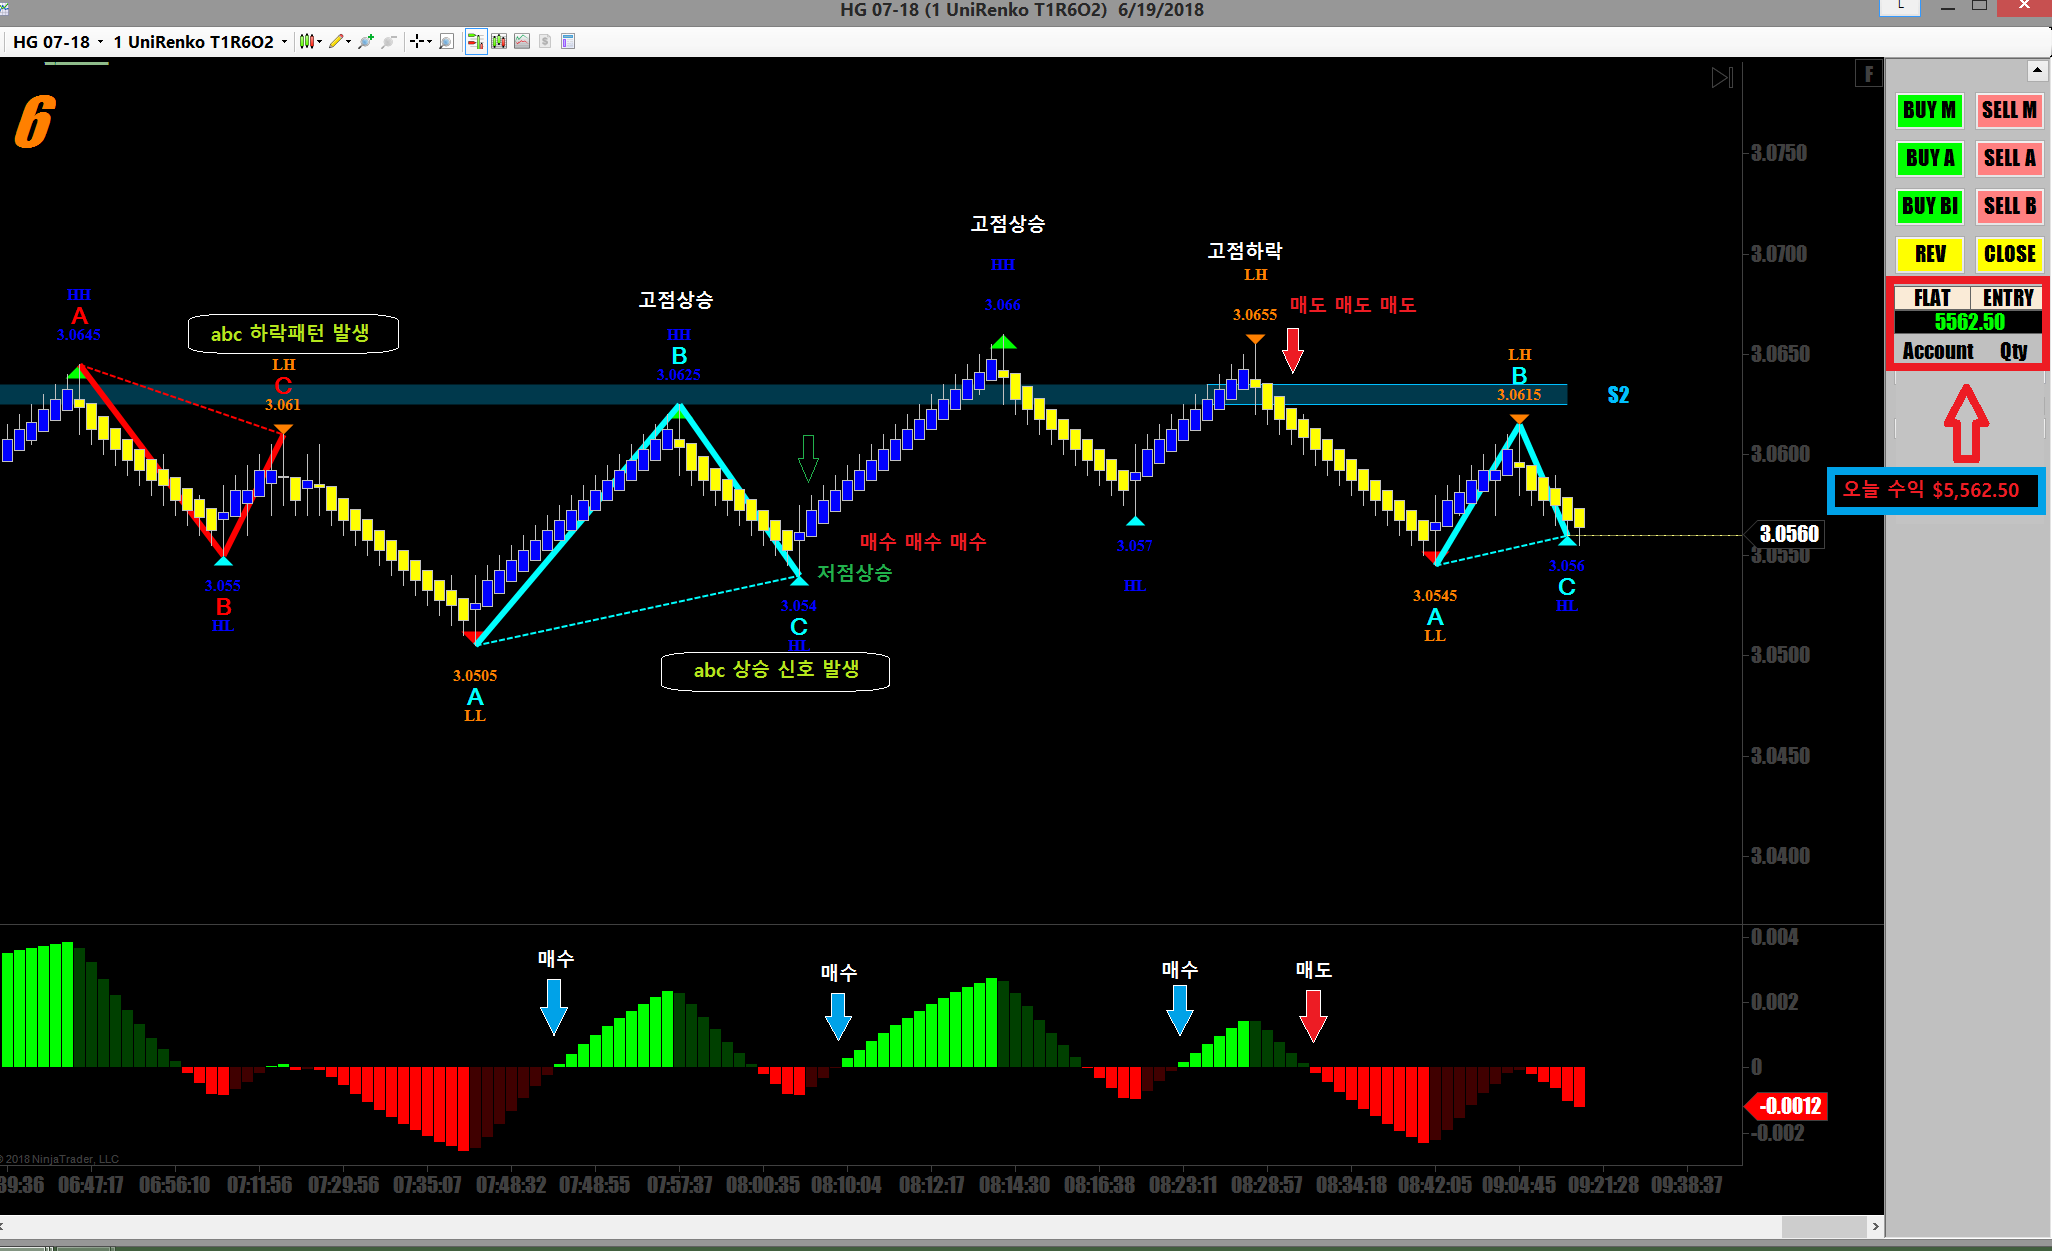 HG 07-18 (1 UniRenko T1R6O2)  6/19/2018
L
HG 07-18
1 UniRenko T1R6O2
6
F
BUY M
SELL M
BUY A
SELL A
BUY BI
SELL B
REV
CLOSE
FLAT
ENTRY
5562.50
Account
Qty
오늘 수익 $5,562.50
3.0750
3.0700
3.0650
3.0600
3.0560
3.0550
3.0500
3.0450
3.0400
HH
A
3.0645
abc 하락패턴 발생
LH
C
3.061
3.055
B
HL
3.0505
A
LL
고점상승
HH
B
3.0625
매수 매수 매수
저점상승
3.054
C
HL
abc 상승 신호 발생
고점상승
HH
3.066
3.057
HL
고점하락
LH
3.0655
매도 매도 매도
S2
LH
B
3.0615
3.0545
A
LL
3.056
C
HL
매수
매수
매수
매도
0.004
0.002
0
-0.0012
-0.002
© 2018 NinjaTrader, LLC
39:36 06:47:17 06:56:10 07:11:56 07:29:56 07:35:07 07:48:32 07:48:55 07:57:37 08:00:35 08:10:04 08:12:17 08:14:30 08:16:38 08:23:11 08:28:57 08:34:18 08:42:05 09:04:45 09:21:28 09:38:37